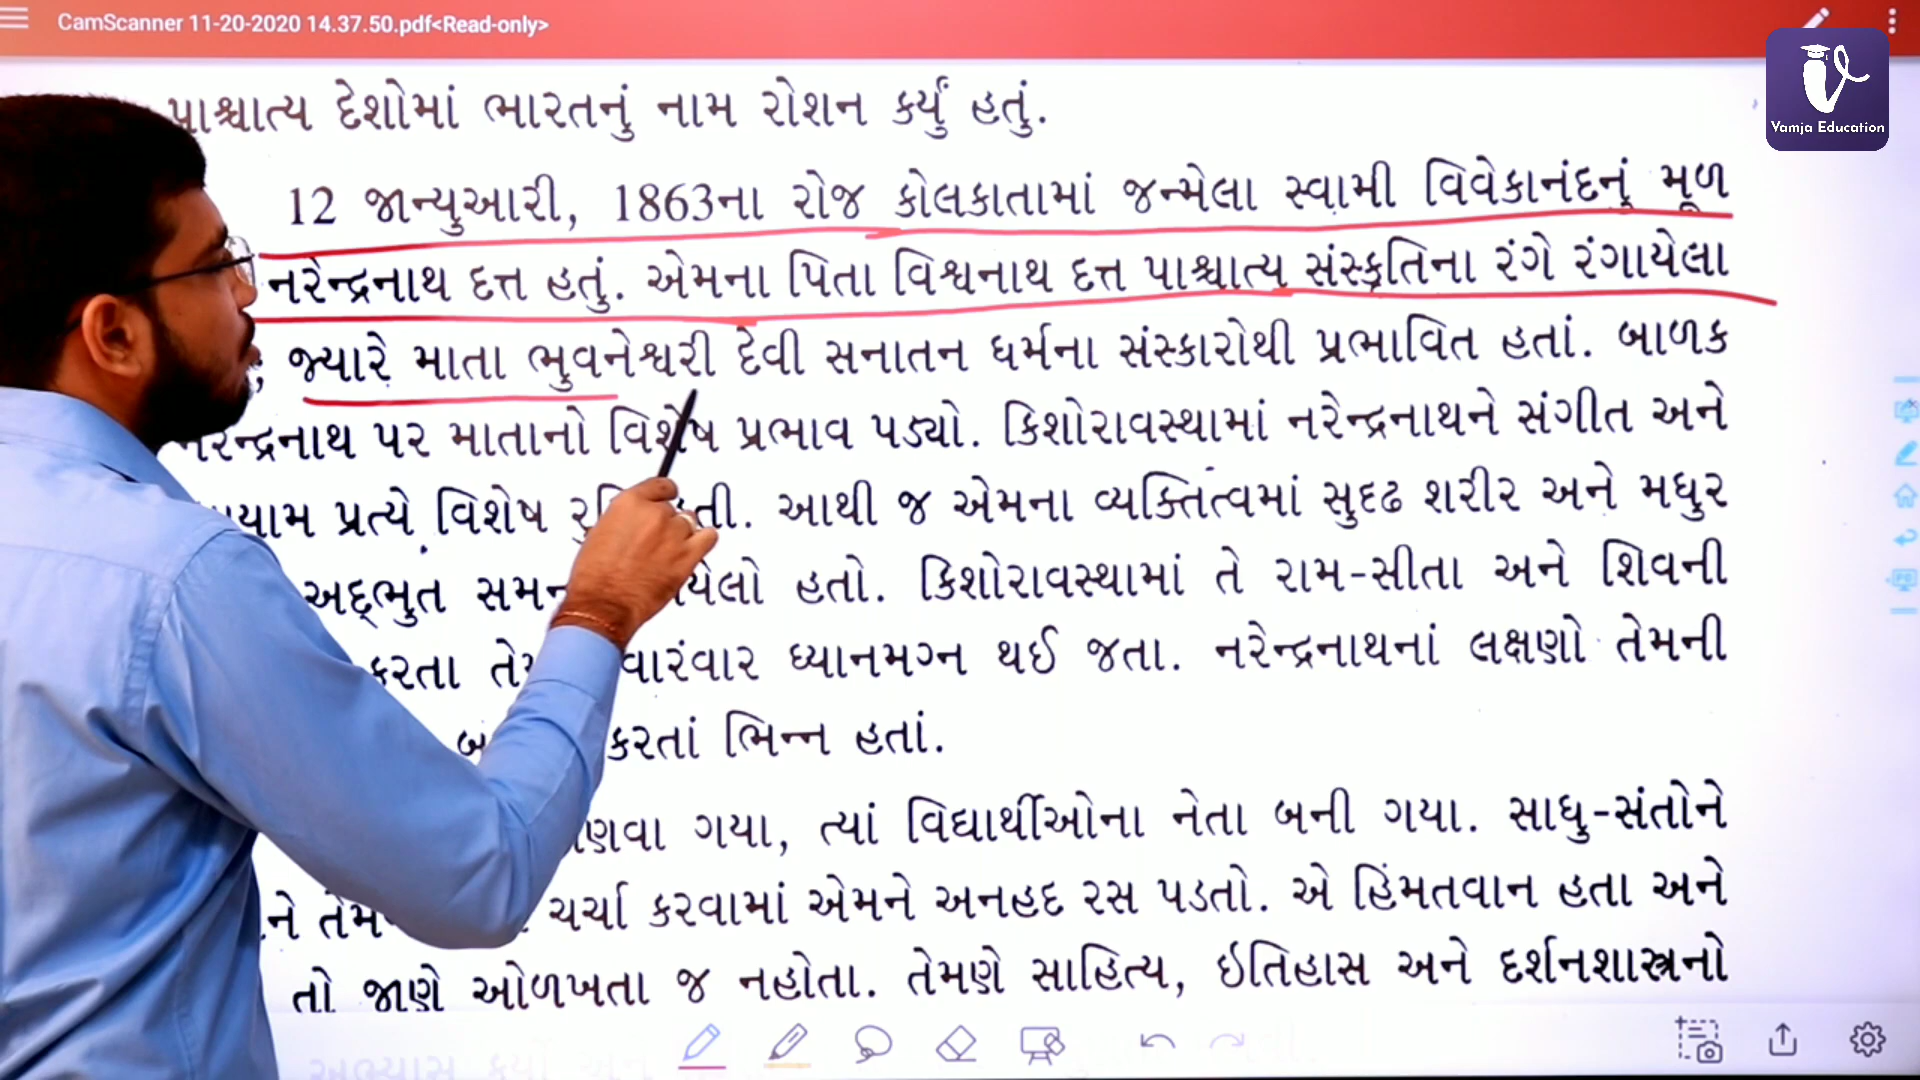 CamScanner 11-20-2020 14.37.50.pdf<Read-only>
Vamja Education
પાશ્ચાત્ય દેશોમાં ભારતનું નામ રોશન કર્યું હતું.
12 જાન્યુઆરી, 1863ના રોજ કોલકાતામાં જન્મેલા સ્વામી વિવેકાનંદનું મૂળ
નરેન્દ્રનાથ દત્ત હતું. એમના પિતા વિશ્વનાથ દત્ત પાશ્ચાત્ય સંસ્કૃતિના રંગે રંગાયેલા
જ્યારે માતા ભુવનેશ્વરી દેવી સનાતન ધર્મના સંસ્કારોથી પ્રભાવિત હતાં. બાળક
નરેન્દ્રનાથ પર માતાનો વિશેષ પ્રભાવ પડ્યો. કિશોરાવસ્થામાં નરેન્દ્રનાથને સંગીત અને
પ્રત્યે વિશેષ હતી. આથી જ એમના વ્યક્તિત્વમાં સુદૃઢ શરીર અને મધુર
અદ્ભુત હતો. કિશોરાવસ્થામાં તે રામ-સીતા અને શિવની
કરતા વારંવાર ધ્યાનમગ્ન થઈ જતા. નરેન્દ્રનાથનાં લક્ષણો તેમની
કરતાં ભિન્ન હતાં.
ગયા, ત્યાં વિદ્યાર્થીઓના નેતા બની ગયા. સાધુ-સંતોને
ચર્ચા કરવામાં એમને અનહદ રસ પડતો. એ હિંમતવાન હતા અને
તો જાણે ઓળખતા જ નહોતા. તેમણે સાહિત્ય, ઇતિહાસ અને દર્શનશાસ્ત્રનો